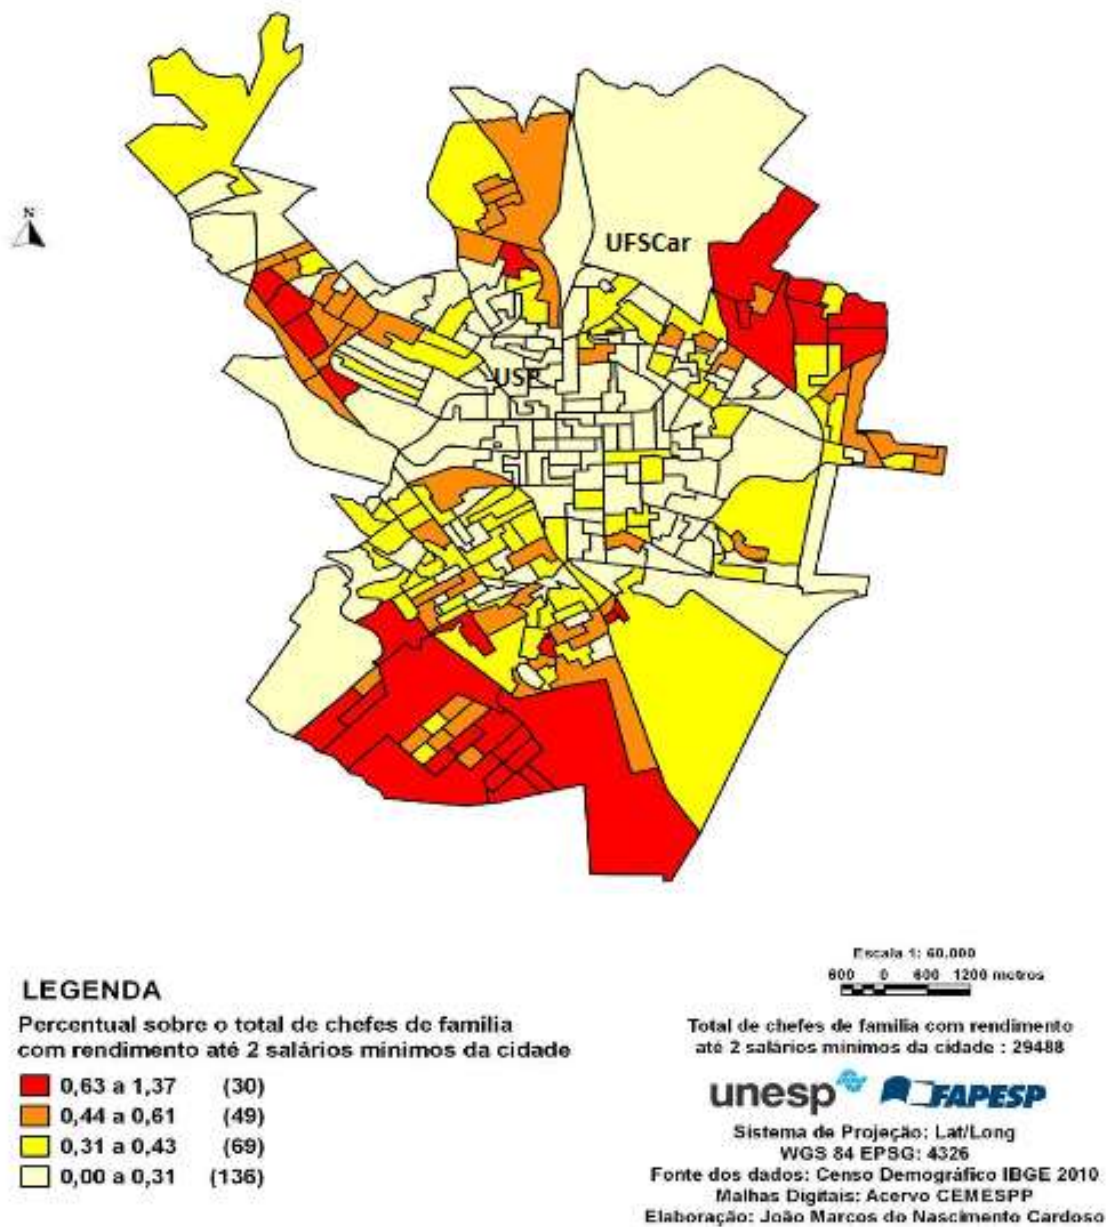 N
UFSCar
USP
LEGENDA
Percentual sobre o total de chefes de familia
com rendimento até 2 salários mínimos da cidade
0,63 a 1,37 (30)
0,44 a 0,61 (49)
0,31 a 0,43 (69)
0,00 a 0,31 (136)
Escala 1: 60.000
600 0 600 1200 metros
Total de chefes de familia com rendimento
até 2 salários mínimos da cidade : 29488
unesp FAPESP
Sistema de Projeção: Lat/Long
WGS 84 EPSG: 4326
Fonte dos dados: Censo Demográfico IBGE 2010
Malhas Digitais: Acervo CEMESPP
Elaboração: João Marcos do Nascimento Cardoso